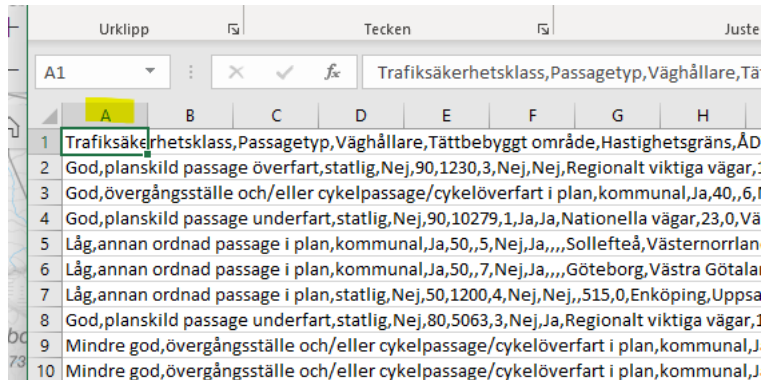 Urklipp Tecken Juste
A1 fx Trafiksäkerhetsklass,Passagetyp,Väghållare,Tä
A B C D E F G H
1 Trafiksäkerhetsklass,Passagetyp,Väghållare,Tättbebyggt område,Hastighetsgräns,ÅD
2 God,planskild passage överfart,statlig,Nej,90,1230,3,Nej,Nej,Regionalt viktiga vägar,1
3 God,övergångsställe och/eller cykelpassage/cykelöverfart i plan,kommunal,Ja,40,,6,
4 God,planskild passage underfart,statlig,Nej,90,10279,1,Ja,Ja,Nationella vägar,23,0,Vä
5 Låg,annan ordnad passage i plan,kommunal,Ja,50,,5,Nej,Ja,,,,Sollefteå,Västernorrlan
6 Låg,annan ordnad passage i plan,kommunal,Ja,50,,7,Nej,Ja,,,,Göteborg,Västra Götala
7 Låg,annan ordnad passage i plan,statlig,Nej,50,1200,4,Nej,Nej,,515,0,Enköping,Uppsa
8 God,planskild passage underfart,statlig,Nej,80,5063,3,Nej,Ja,Regionalt viktiga vägar,1
9 Mindre god,övergångsställe och/eller cykelpassage/cykelöverfart i plan,kommunal,J
73 10 Mindre god,övergångsställe och/eller cykelpassage/cykelöverfart i plan,kommunal,J